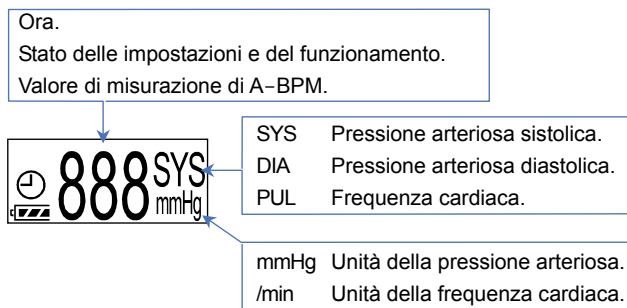 Ora.
Stato delle impostazioni e del funzionamento.
Valore di misurazione di A−BPM.
SYS Pressione arteriosa sistolica.
DIA Pressione arteriosa diastolica.
PUL Frequenza cardiaca.
888 SYS
mmHg
mmHg Unità della pressione arteriosa.
/min Unità della frequenza cardiaca.